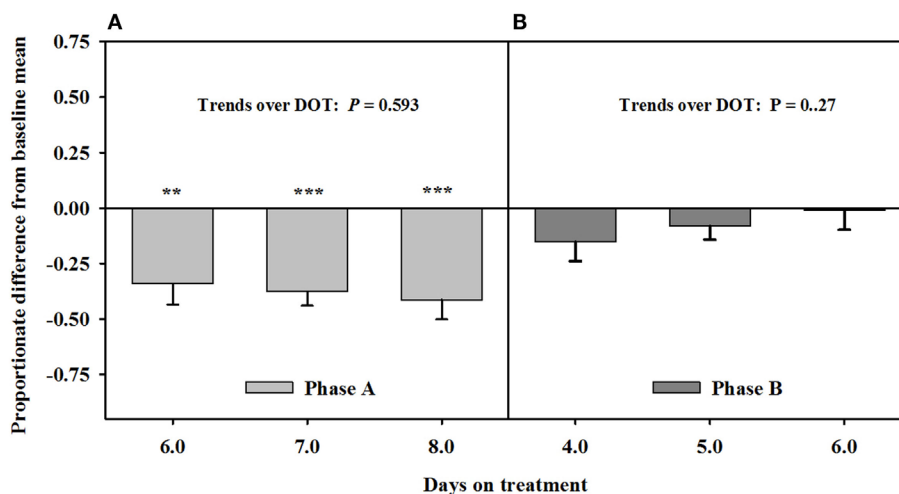 A
B
Proportionate difference from baseline mean
0.75
0.50
0.25
0.00
-0.25
-0.50
-0.75
Trends over DOT: P = 0.593
Trends over DOT: P = 0..27
** *** ***
Phase A
Phase B
6.0 7.0 8.0 4.0 5.0 6.0
Days on treatment